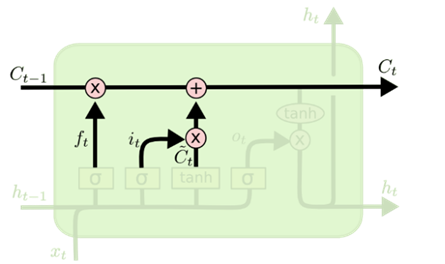 h_t
C_{t-1} × + C_t
tanh
f_t i_t × o_t ×
C̃_t
σ σ tanh σ
h_{t-1} h_t
x_t